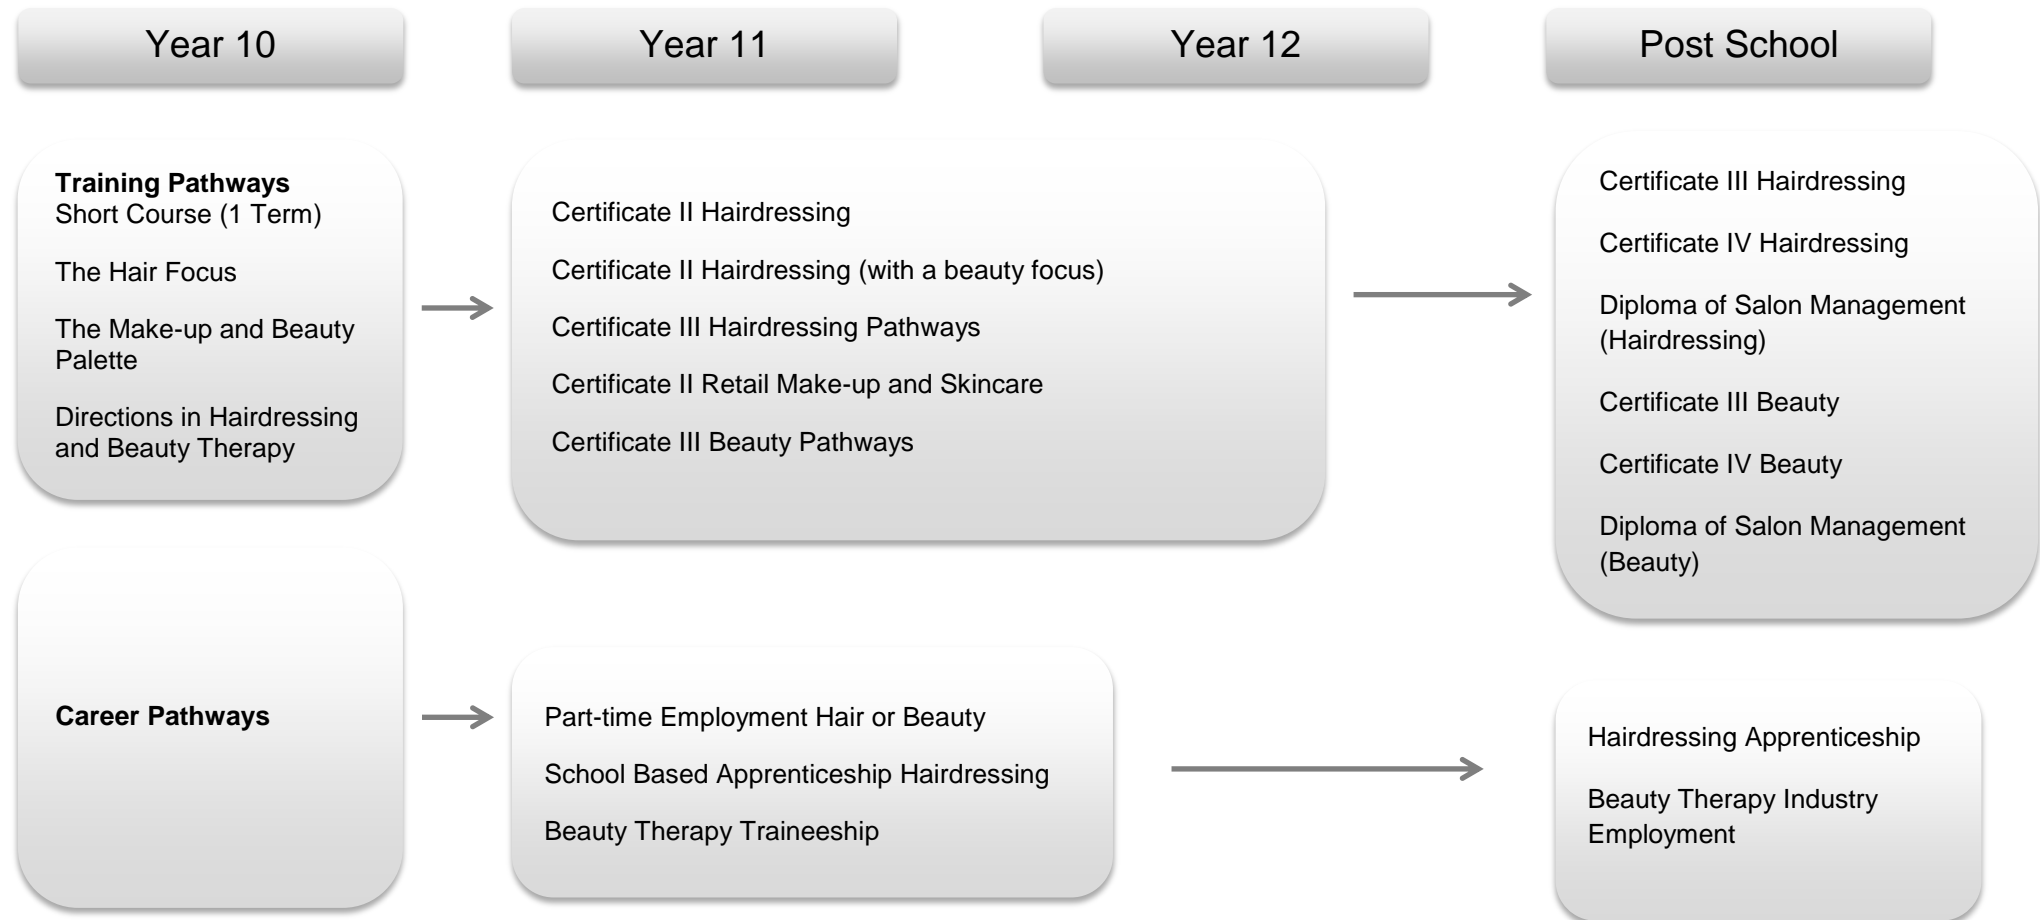 Year 10
Year 11
Year 12
Post School
Training Pathways
Short Course (1 Term)
The Hair Focus
The Make-up and Beauty
Palette
Directions in Hairdressing
and Beauty Therapy
Certificate II Hairdressing
Certificate II Hairdressing (with a beauty focus)
Certificate III Hairdressing Pathways
Certificate II Retail Make-up and Skincare
Certificate III Beauty Pathways
Certificate III Hairdressing
Certificate IV Hairdressing
Diploma of Salon Management
(Hairdressing)
Certificate III Beauty
Certificate IV Beauty
Diploma of Salon Management
(Beauty)
Career Pathways
Part-time Employment Hair or Beauty
School Based Apprenticeship Hairdressing
Beauty Therapy Traineeship
Hairdressing Apprenticeship
Beauty Therapy Industry
Employment